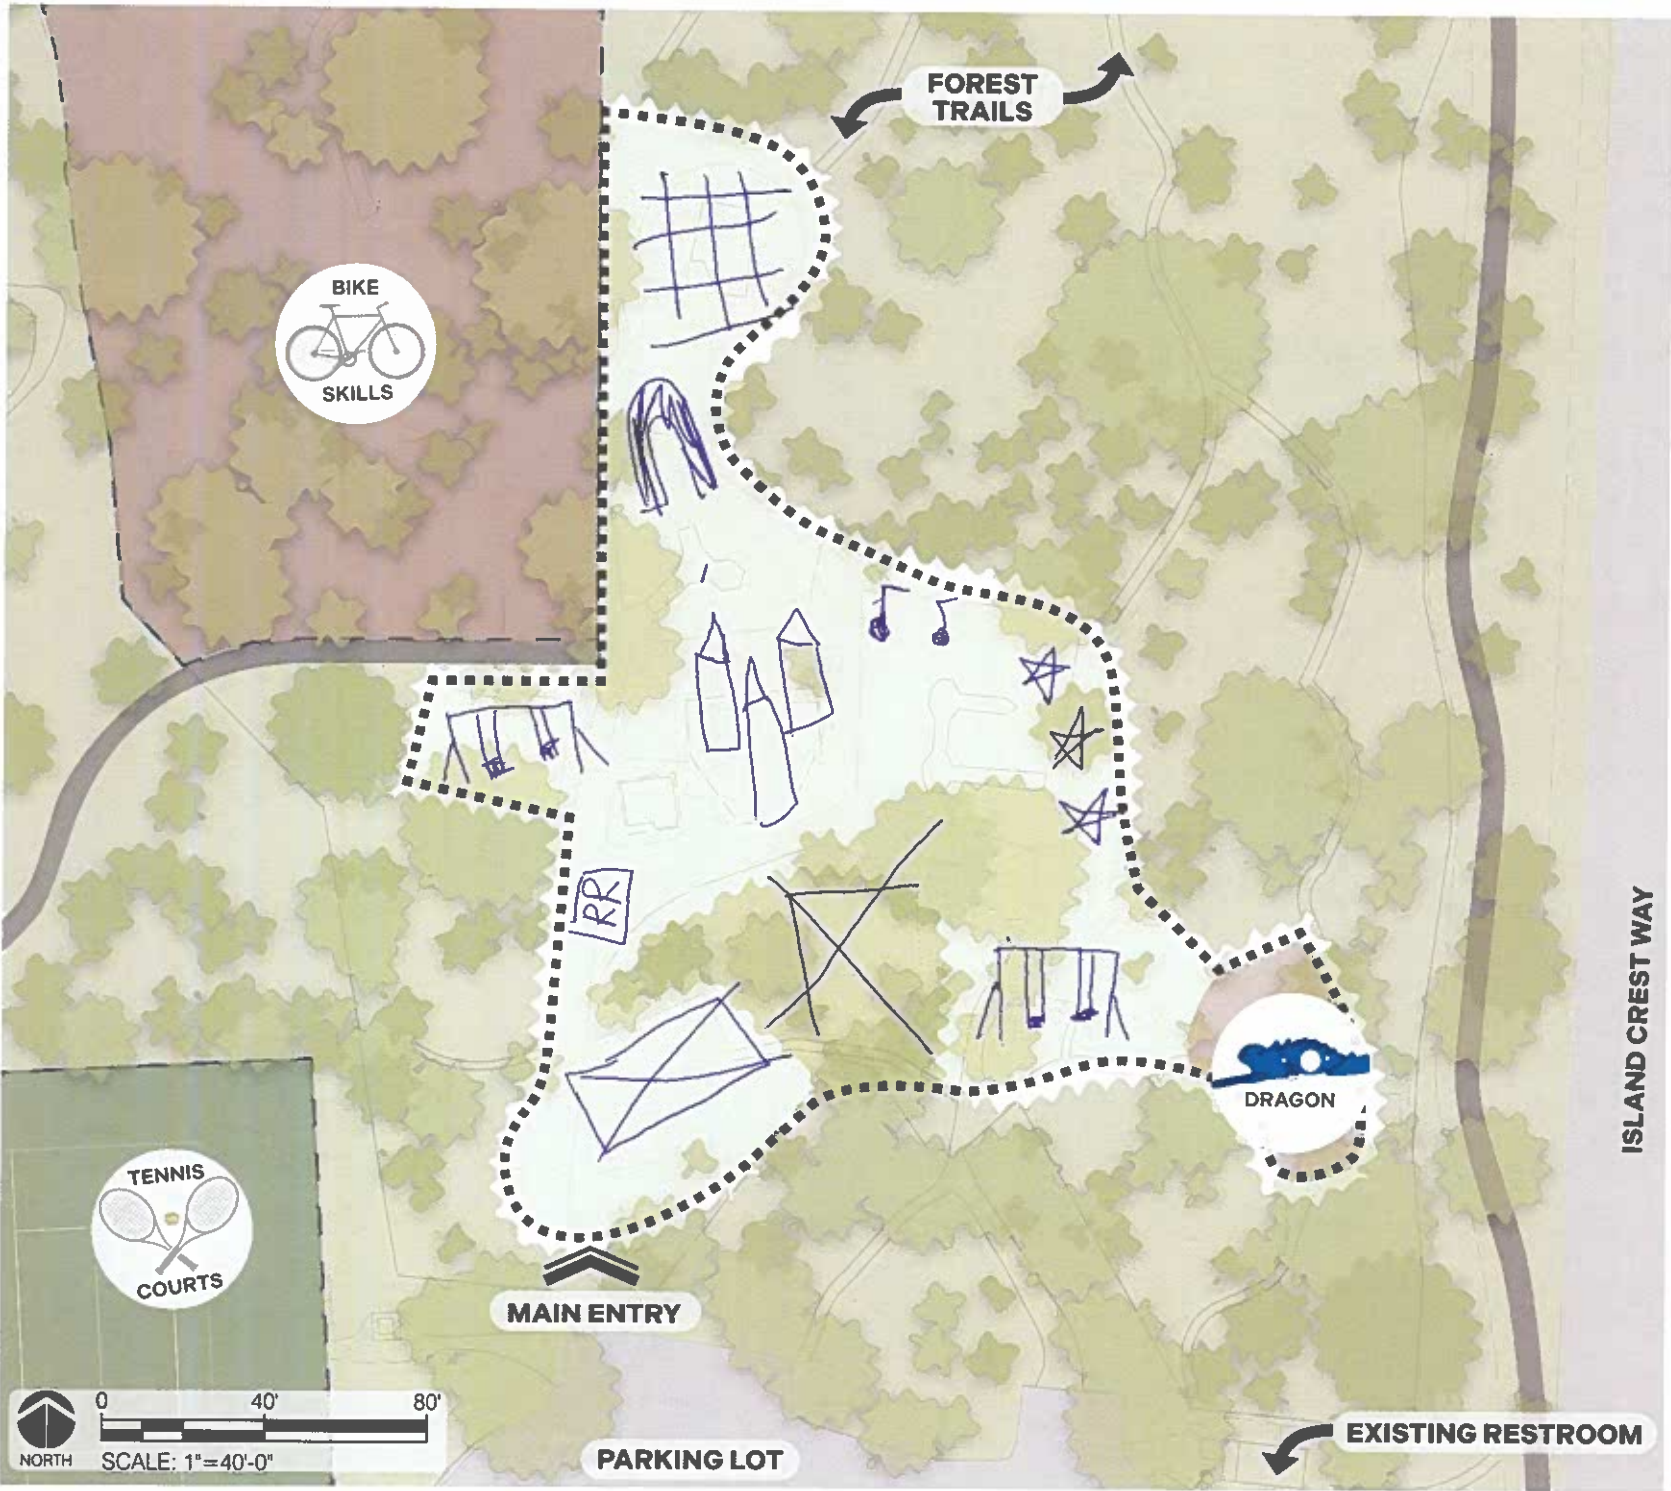 FOREST
TRAILS
BIKE
SKILLS
RR
DRAGON
ISLAND CREST WAY
TENNIS
COURTS
MAIN ENTRY
0 40' 80'
NORTH
SCALE: 1"=40'-0"
PARKING LOT
EXISTING RESTROOM